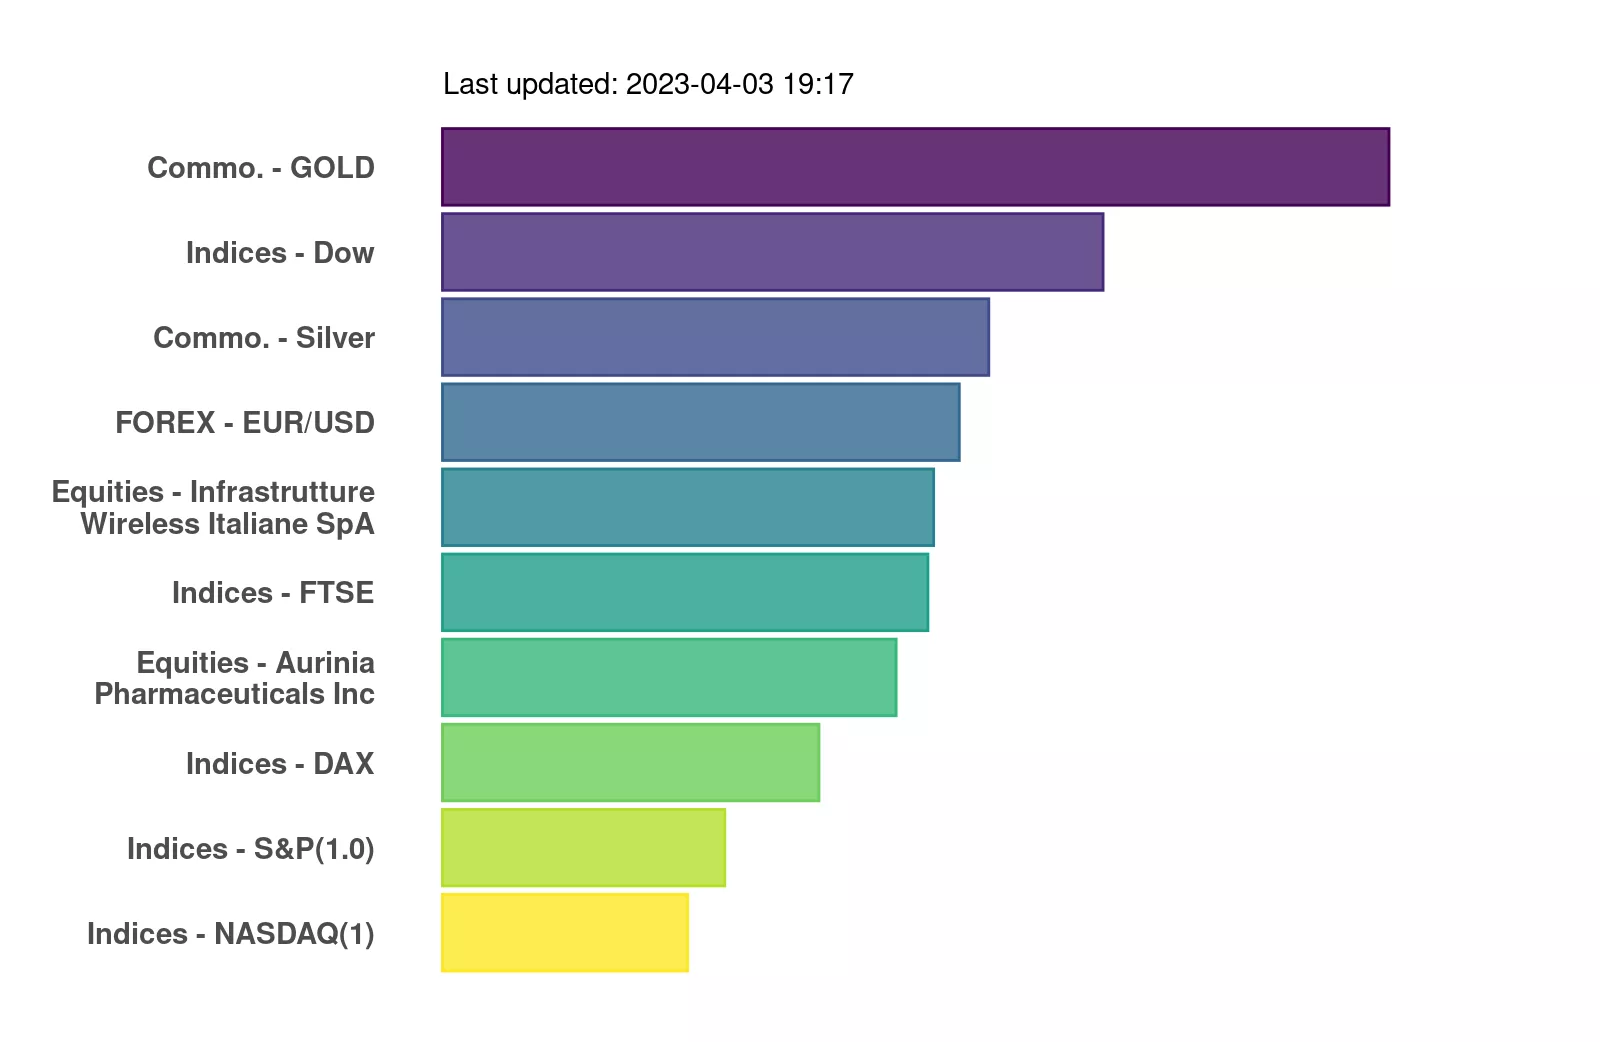 Last updated: 2023-04-03 19:17
Commo. - GOLD
Indices - Dow
Commo. - Silver
FOREX - EUR/USD
Equities - Infrastrutture
Wireless Italiane SpA
Indices - FTSE
Equities - Aurinia
Pharmaceuticals Inc
Indices - DAX
Indices - S&P(1.0)
Indices - NASDAQ(1)